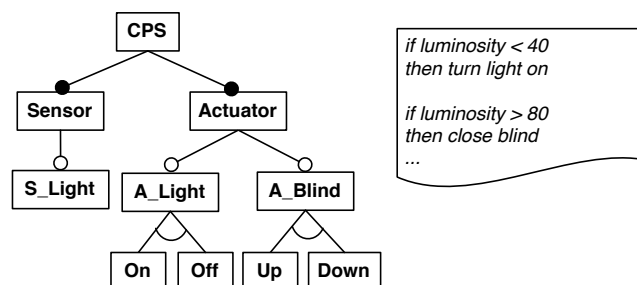 CPS
Sensor Actuator
S_Light A_Light A_Blind
On Off Up Down
if luminosity < 40
then turn light on
if luminosity > 80
then close blind
...